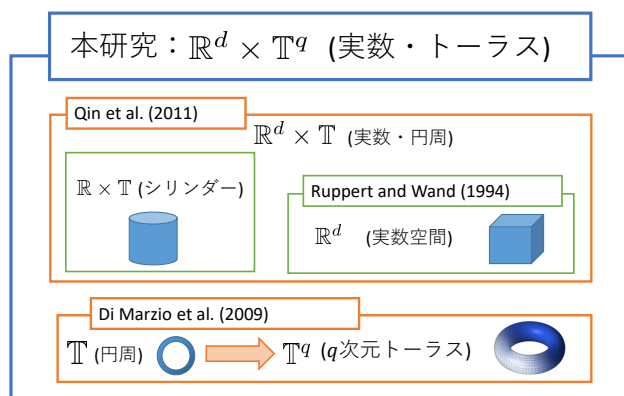 本研究：ℝ^d × 𝕋^q (実数・トーラス)
Qin et al. (2011)
ℝ^d × 𝕋 (実数・円周)
ℝ × 𝕋 (シリンダー)
Ruppert and Wand (1994)
ℝ^d (実数空間)
Di Marzio et al. (2009)
𝕋 (円周) 𝕋^q (q次元トーラス)